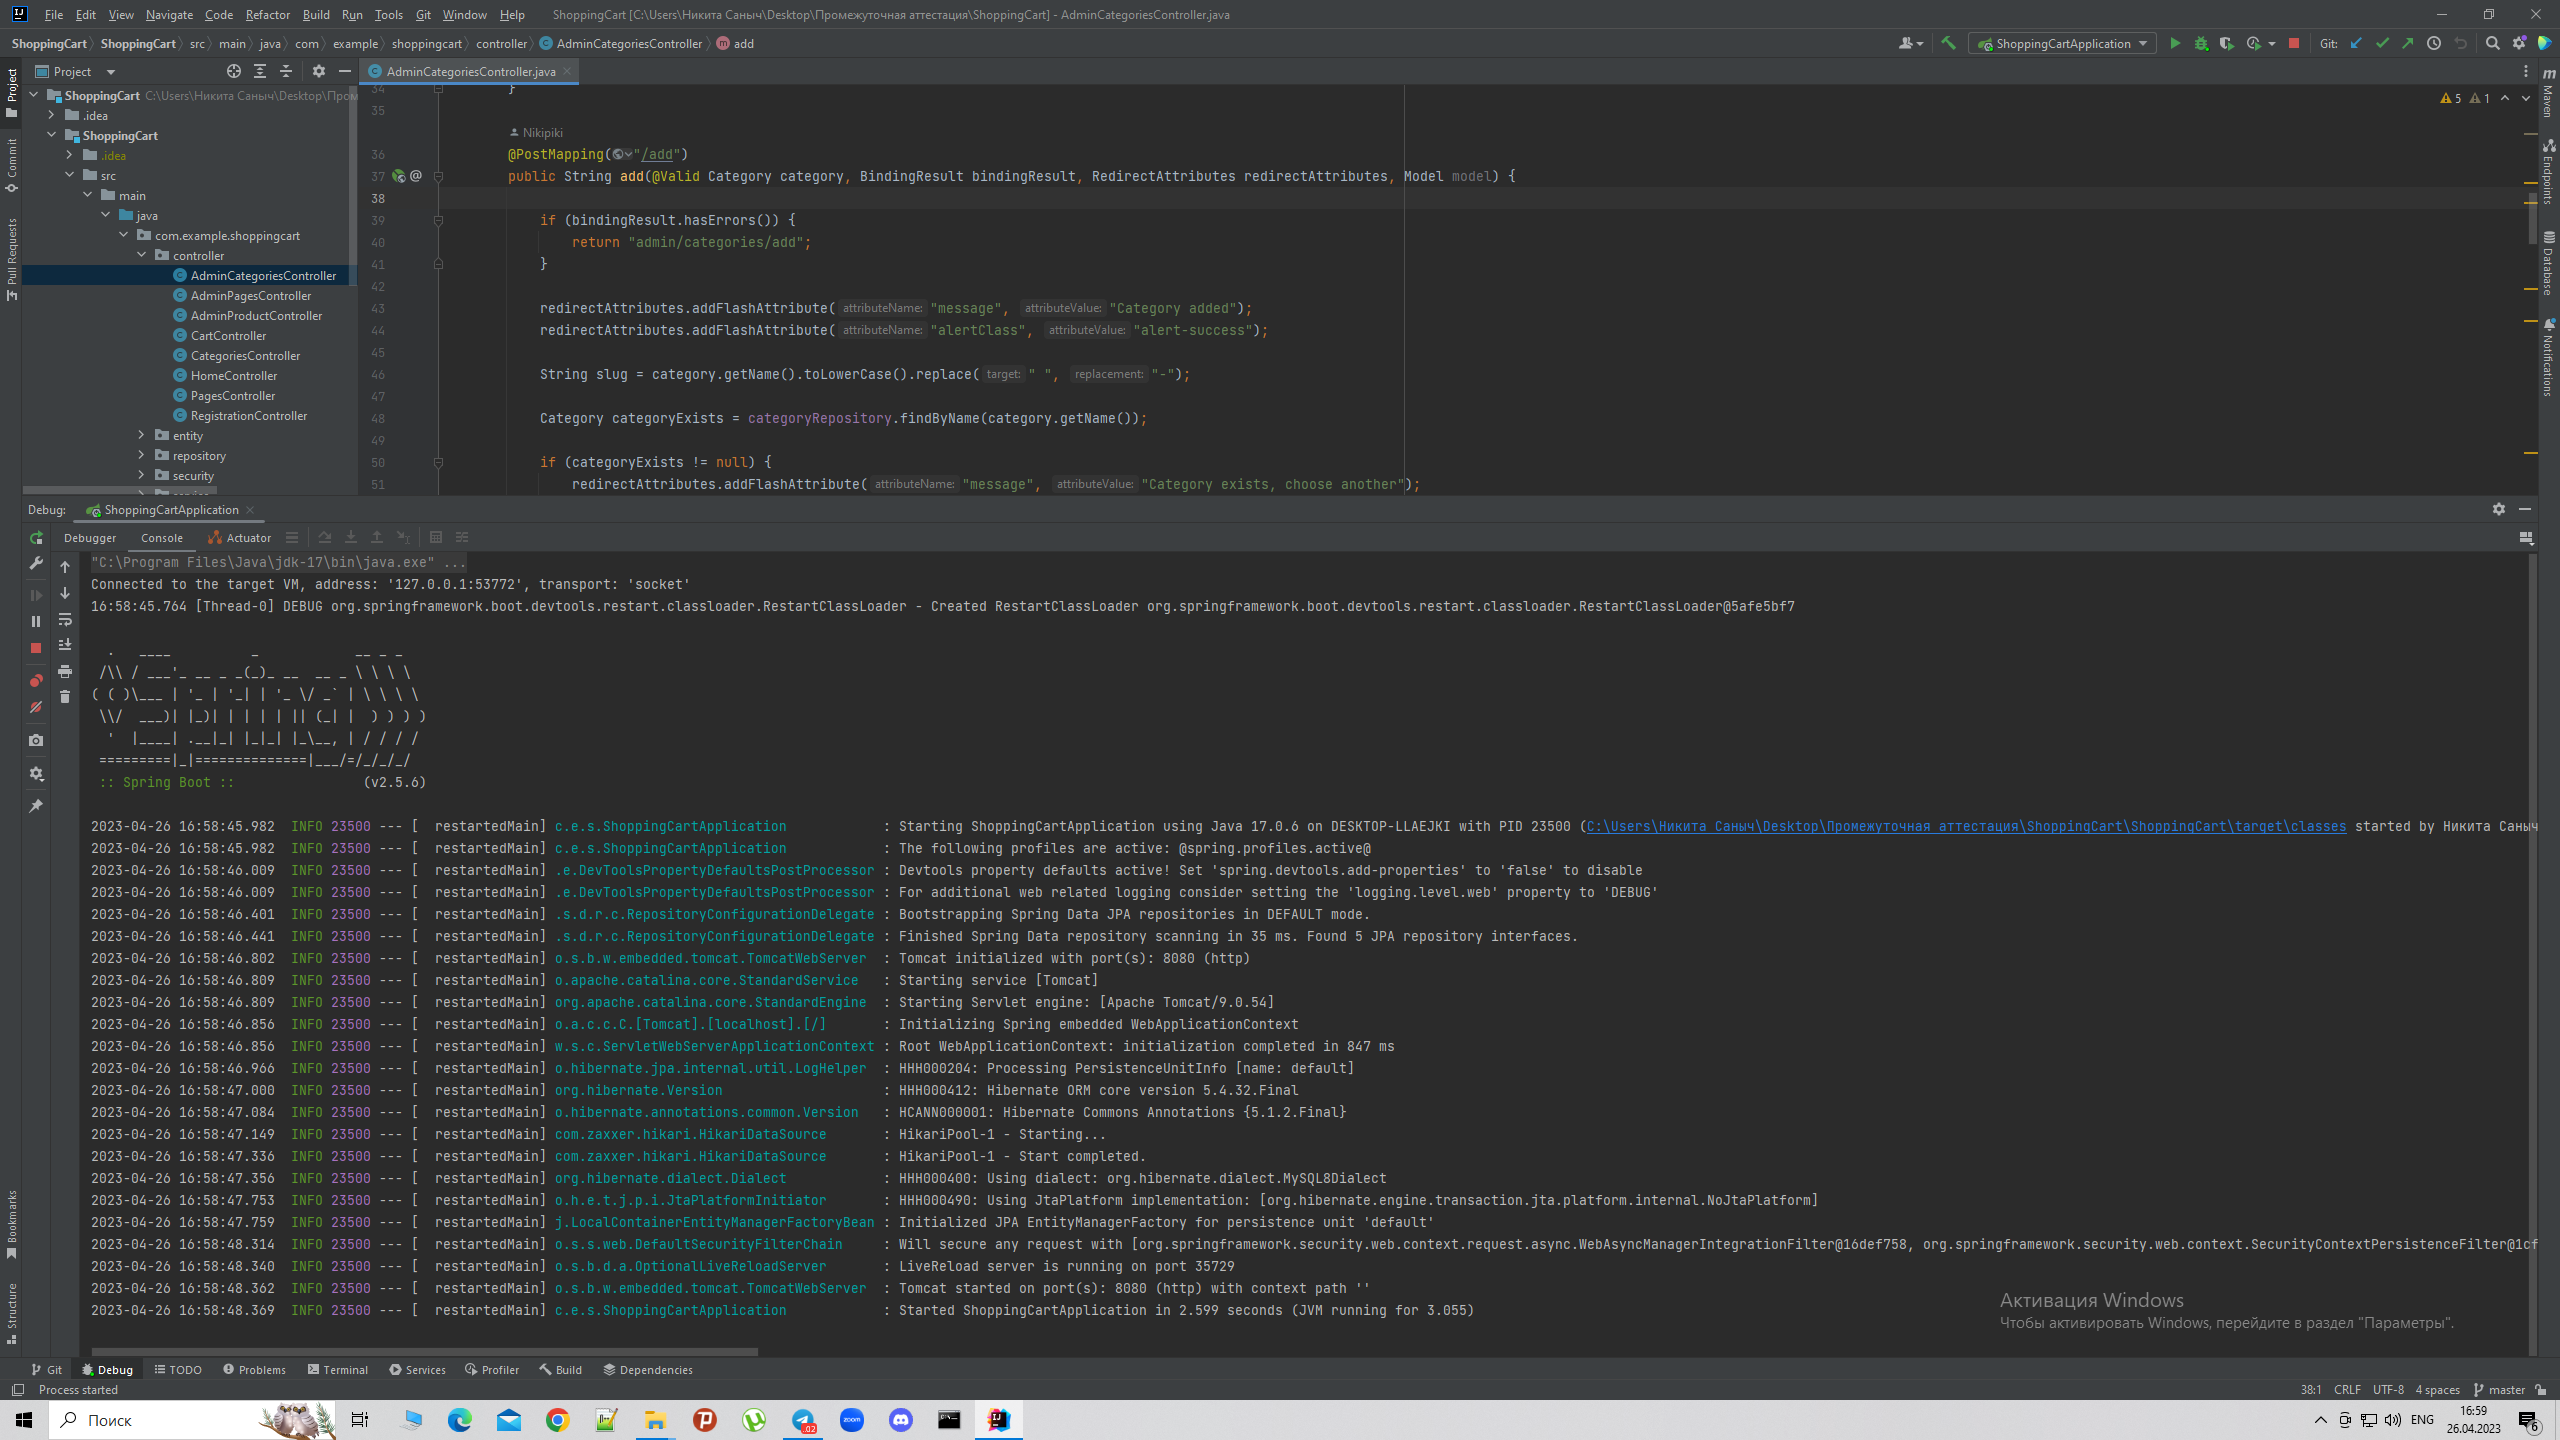 File Edit View Navigate Code Refactor Build Run Tools Git Window Help ShoppingCart [C:\Users\Никита Саныч\Desktop\Промежуточная аттестация\ShoppingCart] - AdminCategoriesController.java
ShoppingCart ShoppingCart src main java com example shoppingcart controller AdminCategoriesController add ShoppingCartApplication Git:
Project AdminCategoriesController.java
ShoppingCart C:\Users\Никита Саныч\Desktop\Пром
.idea
ShoppingCart
.idea
src
main
java
com.example.shoppingcart
controller
AdminCategoriesController
AdminPagesController
AdminProductController
CartController
CategoriesController
HomeController
PagesController
RegistrationController
entity
repository
security
Project
Commit
Pull Requests
Bookmarks
Structure
Maven
Endpoints
Database
Notifications
5 1
34 }
35
Nikipiki
36 @PostMapping("/add")
37 public String add(@Valid Category category, BindingResult bindingResult, RedirectAttributes redirectAttributes, Model model) {
38
39 if (bindingResult.hasErrors()) {
40 return "admin/categories/add";
41 }
42
43 redirectAttributes.addFlashAttribute( attributeName: "message", attributeValue: "Category added");
44 redirectAttributes.addFlashAttribute( attributeName: "alertClass", attributeValue: "alert-success");
45
46 String slug = category.getName().toLowerCase().replace( target: " ", replacement: "-");
47
48 Category categoryExists = categoryRepository.findByName(category.getName());
49
50 if (categoryExists != null) {
51 redirectAttributes.addFlashAttribute( attributeName: "message", attributeValue: "Category exists, choose another");
Debug: ShoppingCartApplication
Debugger Console Actuator
"C:\Program Files\Java\jdk-17\bin\java.exe" ...
Connected to the target VM, address: '127.0.0.1:53772', transport: 'socket'
16:58:45.764 [Thread-0] DEBUG org.springframework.boot.devtools.restart.classloader.RestartClassLoader - Created RestartClassLoader org.springframework.boot.devtools.restart.classloader.RestartClassLoader@5afe5bf7
  .   ____          _            __ _ _
 /\\ / ___'_ __ _ _(_)_ __  __ _ \ \ \ \
( ( )\___ | '_ | '_| | '_ \/ _` | \ \ \ \
 \\/  ___)| |_)| | | | | || (_| |  ) ) ) )
  '  |____| .__|_| |_|_| |_\__, | / / / /
 =========|_|==============|___/=/_/_/_/
 :: Spring Boot ::                (v2.5.6)
2023-04-26 16:58:45.982 INFO 23500 --- [ restartedMain] c.e.s.ShoppingCartApplication : Starting ShoppingCartApplication using Java 17.0.6 on DESKTOP-LLAEJKI with PID 23500 (C:\Users\Никита Саныч\Desktop\Промежуточная аттестация\ShoppingCart\ShoppingCart\target\classes started by Никита Саныч
2023-04-26 16:58:45.982 INFO 23500 --- [ restartedMain] c.e.s.ShoppingCartApplication : The following profiles are active: @spring.profiles.active@
2023-04-26 16:58:46.009 INFO 23500 --- [ restartedMain] .e.DevToolsPropertyDefaultsPostProcessor : Devtools property defaults active! Set 'spring.devtools.add-properties' to 'false' to disable
2023-04-26 16:58:46.009 INFO 23500 --- [ restartedMain] .e.DevToolsPropertyDefaultsPostProcessor : For additional web related logging consider setting the 'logging.level.web' property to 'DEBUG'
2023-04-26 16:58:46.401 INFO 23500 --- [ restartedMain] .s.d.r.c.RepositoryConfigurationDelegate : Bootstrapping Spring Data JPA repositories in DEFAULT mode.
2023-04-26 16:58:46.441 INFO 23500 --- [ restartedMain] .s.d.r.c.RepositoryConfigurationDelegate : Finished Spring Data repository scanning in 35 ms. Found 5 JPA repository interfaces.
2023-04-26 16:58:46.802 INFO 23500 --- [ restartedMain] o.s.b.w.embedded.tomcat.TomcatWebServer : Tomcat initialized with port(s): 8080 (http)
2023-04-26 16:58:46.809 INFO 23500 --- [ restartedMain] o.apache.catalina.core.StandardService : Starting service [Tomcat]
2023-04-26 16:58:46.809 INFO 23500 --- [ restartedMain] org.apache.catalina.core.StandardEngine : Starting Servlet engine: [Apache Tomcat/9.0.54]
2023-04-26 16:58:46.856 INFO 23500 --- [ restartedMain] o.a.c.c.C.[Tomcat].[localhost].[/] : Initializing Spring embedded WebApplicationContext
2023-04-26 16:58:46.856 INFO 23500 --- [ restartedMain] w.s.c.ServletWebServerApplicationContext : Root WebApplicationContext: initialization completed in 847 ms
2023-04-26 16:58:46.966 INFO 23500 --- [ restartedMain] o.hibernate.jpa.internal.util.LogHelper : HHH000204: Processing PersistenceUnitInfo [name: default]
2023-04-26 16:58:47.000 INFO 23500 --- [ restartedMain] org.hibernate.Version : HHH000412: Hibernate ORM core version 5.4.32.Final
2023-04-26 16:58:47.084 INFO 23500 --- [ restartedMain] o.hibernate.annotations.common.Version : HCANN000001: Hibernate Commons Annotations {5.1.2.Final}
2023-04-26 16:58:47.149 INFO 23500 --- [ restartedMain] com.zaxxer.hikari.HikariDataSource : HikariPool-1 - Starting...
2023-04-26 16:58:47.336 INFO 23500 --- [ restartedMain] com.zaxxer.hikari.HikariDataSource : HikariPool-1 - Start completed.
2023-04-26 16:58:47.356 INFO 23500 --- [ restartedMain] org.hibernate.dialect.Dialect : HHH000400: Using dialect: org.hibernate.dialect.MySQL8Dialect
2023-04-26 16:58:47.753 INFO 23500 --- [ restartedMain] o.h.e.t.j.p.i.JtaPlatformInitiator : HHH000490: Using JtaPlatform implementation: [org.hibernate.engine.transaction.jta.platform.internal.NoJtaPlatform]
2023-04-26 16:58:47.759 INFO 23500 --- [ restartedMain] j.LocalContainerEntityManagerFactoryBean : Initialized JPA EntityManagerFactory for persistence unit 'default'
2023-04-26 16:58:48.314 INFO 23500 --- [ restartedMain] o.s.s.web.DefaultSecurityFilterChain : Will secure any request with [org.springframework.security.web.context.request.async.WebAsyncManagerIntegrationFilter@16def758, org.springframework.security.web.context.SecurityContextPersistenceFilter@1cf
2023-04-26 16:58:48.340 INFO 23500 --- [ restartedMain] o.s.b.d.a.OptionalLiveReloadServer : LiveReload server is running on port 35729
2023-04-26 16:58:48.362 INFO 23500 --- [ restartedMain] o.s.b.w.embedded.tomcat.TomcatWebServer : Tomcat started on port(s): 8080 (http) with context path ''
2023-04-26 16:58:48.369 INFO 23500 --- [ restartedMain] c.e.s.ShoppingCartApplication : Started ShoppingCartApplication in 2.599 seconds (JVM running for 3.055)
Активация Windows
Чтобы активировать Windows, перейдите в раздел "Параметры".
Git Debug TODO Problems Terminal Services Profiler Build Dependencies
Process started 38:1 CRLF UTF-8 4 spaces master
Поиск zoom ..02 ENG 16:59
26.04.2023 6